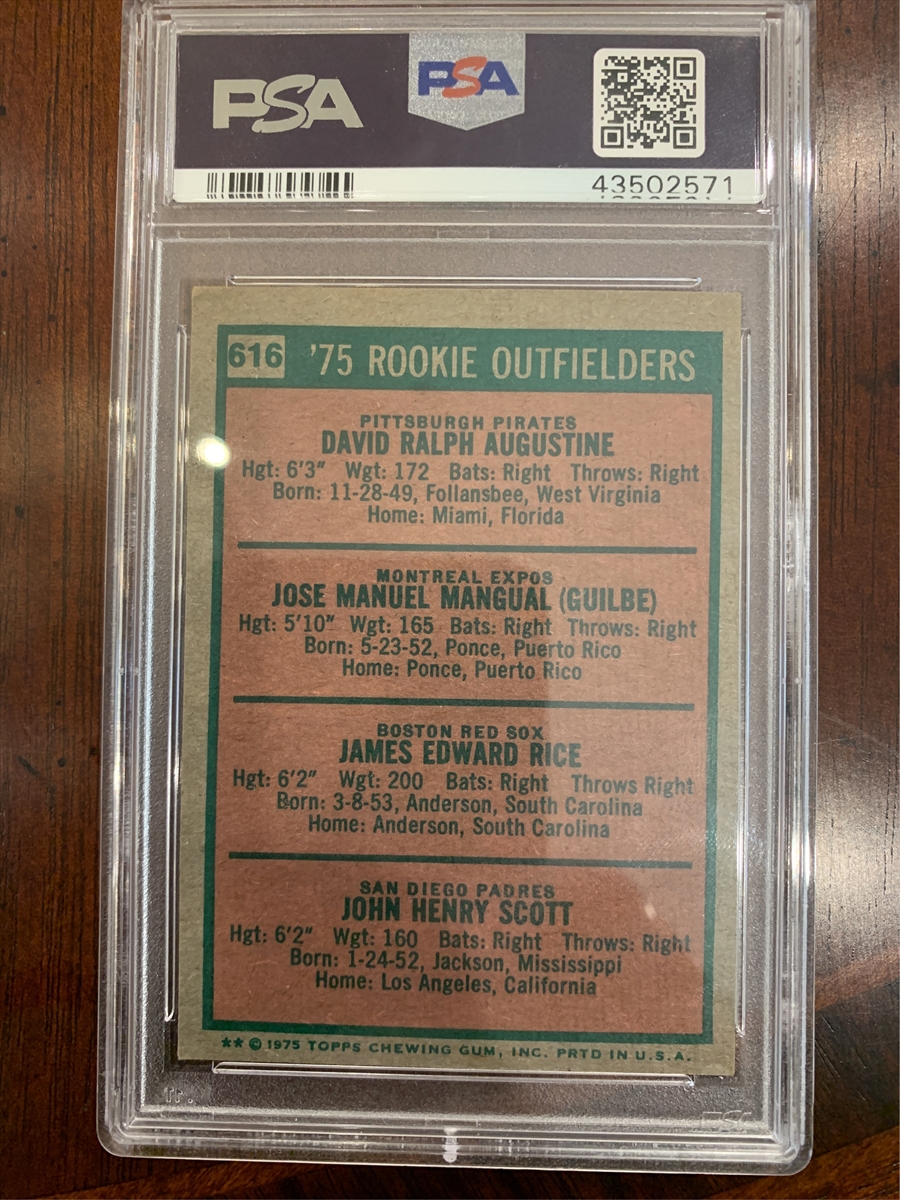 PSA
PSA
43502571
616 '75 ROOKIE OUTFIELDERS
PITTSBURGH PIRATES
DAVID RALPH AUGUSTINE
Hgt: 6'3" Wgt: 172 Bats: Right Throws: Right
Born: 11-28-49, Follansbee, West Virginia
Home: Miami, Florida
MONTREAL EXPOS
JOSE MANUEL MANGUAL (GUILBE)
Hgt: 5'10" Wgt: 165 Bats: Right Throws: Right
Born: 5-23-52, Ponce, Puerto Rico
Home: Ponce, Puerto Rico
BOSTON RED SOX
JAMES EDWARD RICE
Hgt: 6'2" Wgt: 200 Bats: Right Throws Right
Born: 3-8-53, Anderson, South Carolina
Home: Anderson, South Carolina
SAN DIEGO PADRES
JOHN HENRY SCOTT
Hgt: 6'2" Wgt: 160 Bats: Right Throws: Right
Born: 1-24-52, Jackson, Mississippi
Home: Los Angeles, California
** © 1975 TOPPS CHEWING GUM, INC. PRTD IN U.S.A.